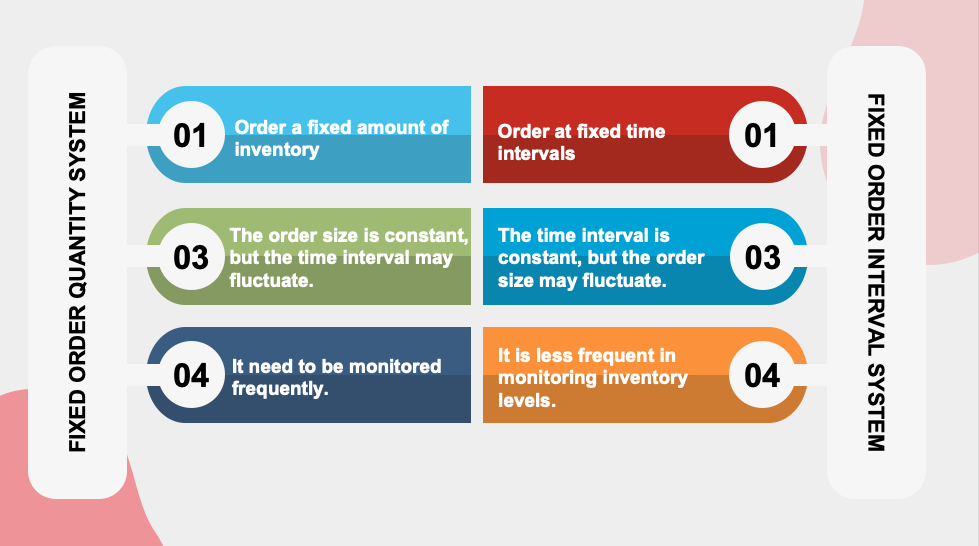 FIXED ORDER QUANTITY SYSTEM
01
Order a fixed amount of
inventory
03
The order size is constant,
but the time interval may
fluctuate.
04
It need to be monitored
frequently.
Order at fixed time
intervals
01
The time interval is
constant, but the order
size may fluctuate.
03
It is less frequent in
monitoring inventory
levels.
04
FIXED ORDER INTERVAL SYSTEM